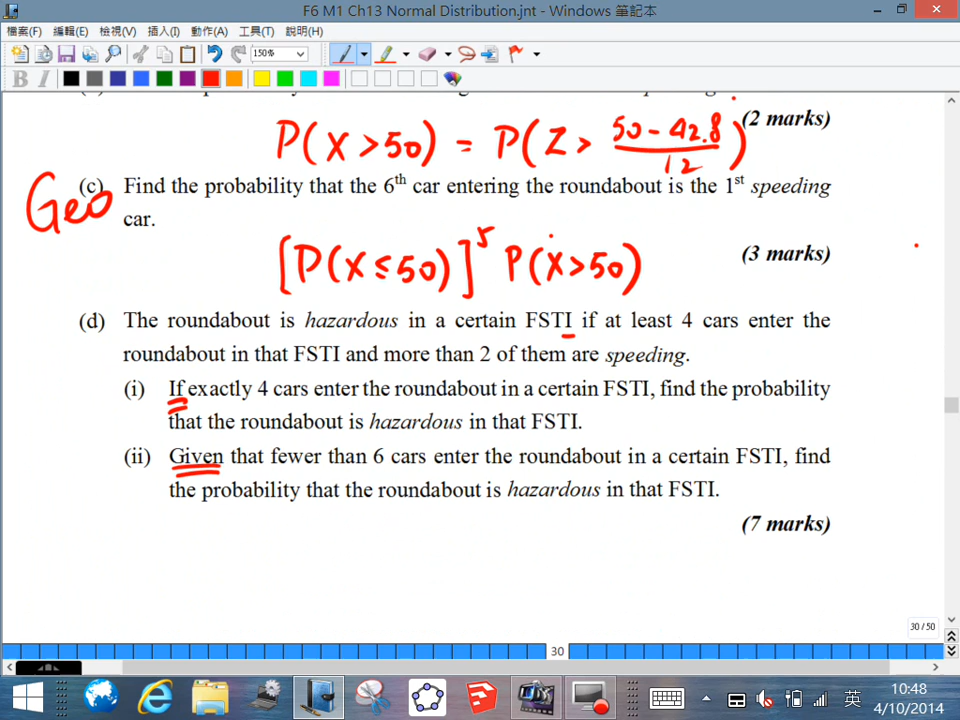 F6 M1 Ch13 Normal Distribution.jnt - Windows 筆記本
檔案(F) 編輯(E) 檢視(V) 插入(I) 動作(A) 工具(T) 說明(H)
150%
B I
(2 marks)
P(X > 50) = P(Z > (50 - 42.8)/12)
Geo
(c) Find the probability that the 6th car entering the roundabout is the 1st speeding
car.
[P(X ≤ 50)]^5 P(X > 50)
(3 marks)
(d) The roundabout is hazardous in a certain FSTI if at least 4 cars enter the
roundabout in that FSTI and more than 2 of them are speeding.
(i) If exactly 4 cars enter the roundabout in a certain FSTI, find the probability
that the roundabout is hazardous in that FSTI.
(ii) Given that fewer than 6 cars enter the roundabout in a certain FSTI, find
the probability that the roundabout is hazardous in that FSTI.
(7 marks)
30 / 50
30
英
10:48
4/10/2014